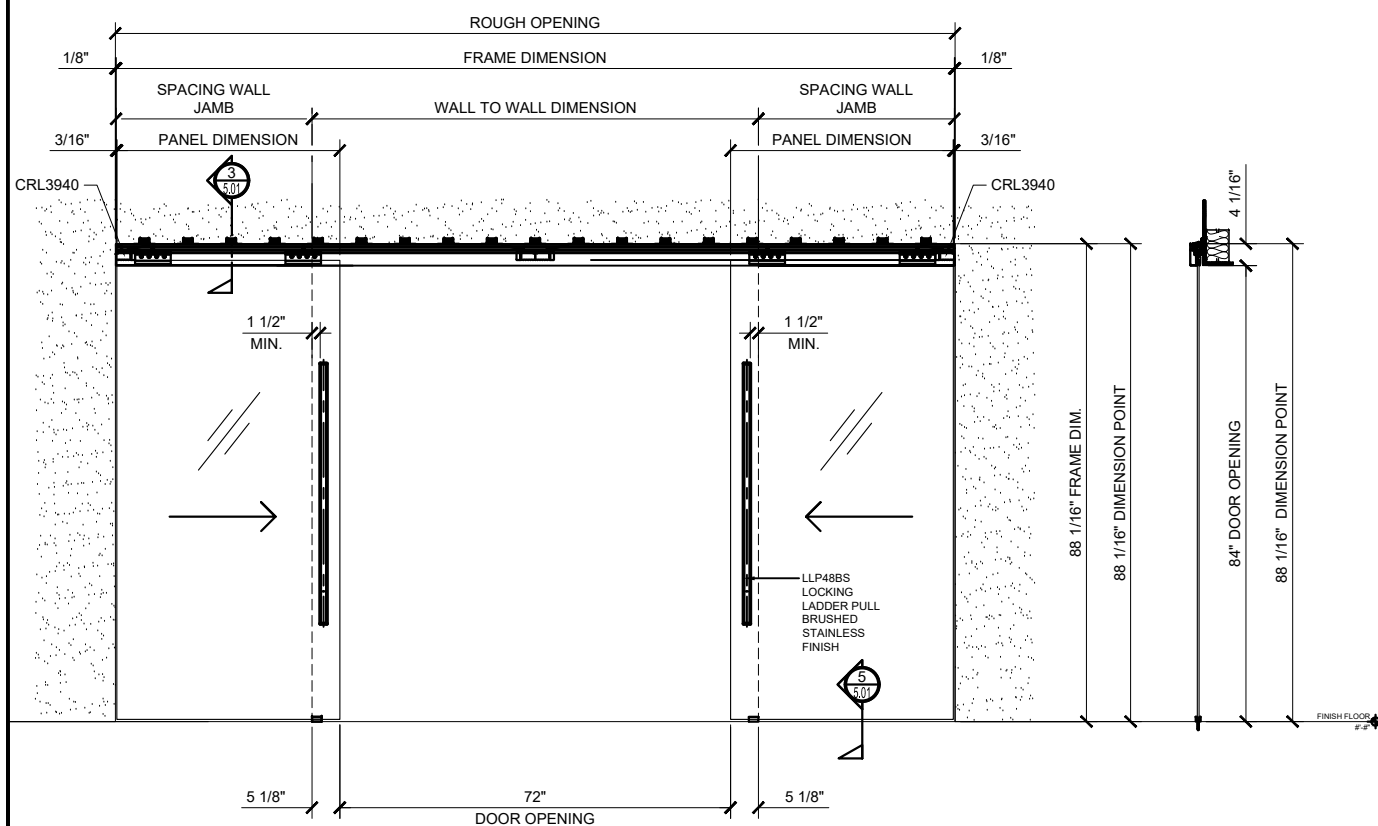 ROUGH OPENING
1/8"
FRAME DIMENSION
1/8"
SPACING WALL
JAMB
WALL TO WALL DIMENSION
SPACING WALL
JAMB
3/16"
PANEL DIMENSION
PANEL DIMENSION
3/16"
3
5.01
CRL3940
CRL3940
4 1/16"
1 1/2"
MIN.
1 1/2"
MIN.
88 1/16" FRAME DIM.
88 1/16" DIMENSION POINT
84" DOOR OPENING
88 1/16" DIMENSION POINT
LLP48BS
LOCKING
LADDER PULL
BRUSHED
STAINLESS
FINISH
5
5.01
FINISH FLOOR
#'-#"
5 1/8"
72"
DOOR OPENING
5 1/8"